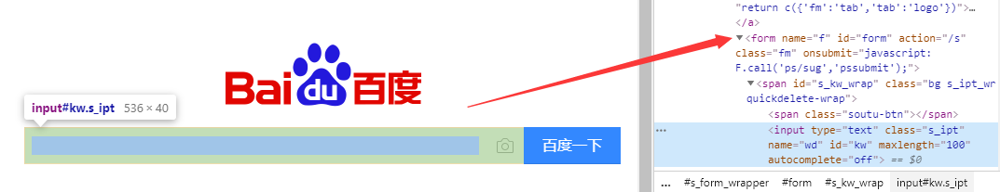 Bai du 百度
input#kw.s_ipt 536 × 40
百度一下
"return c({'fm':'tab','tab':'logo'})">…
</a>
▼<form name="f" id="form" action="/s"
class="fm" onsubmit="javascript:
F.call('ps/sug','pssubmit');">
▼<span id="s_kw_wrap" class="bg s_ipt_wr
quickdelete-wrap">
<span class="soutu-btn"></span>
<input type="text" class="s_ipt"
name="wd" id="kw" maxlength="100"
autocomplete="off"> == $0
… #s_form_wrapper #form #s_kw_wrap input#kw.s_ipt